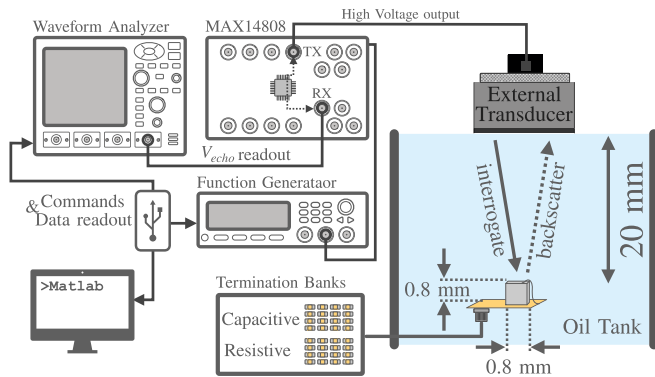 Waveform Analyzer
MAX14808
High Voltage output
TX
RX
External
Transducer
V_echo readout
Function Generataor
Commands
& Data readout
interrogate
backscatter
20 mm
>Matlab
Termination Banks
Capacitive
Resistive
0.8 mm
Oil Tank
0.8 mm